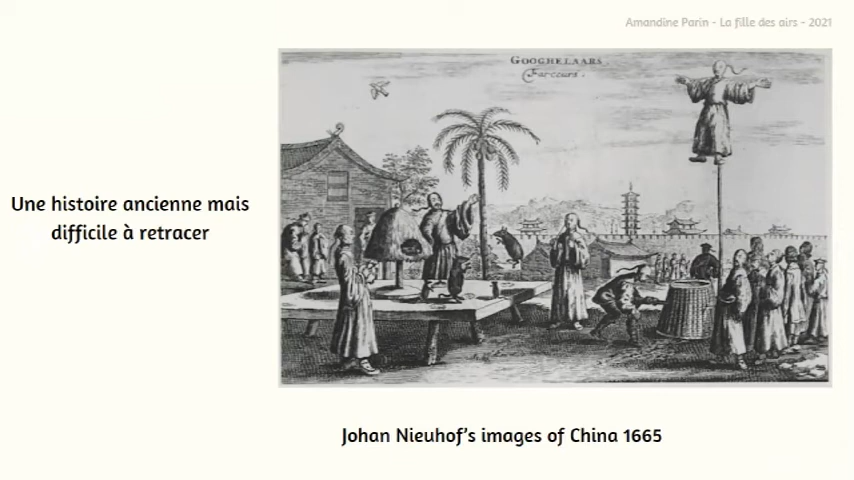 Amandine Parin - La fille des airs - 2021
GOOCHELAARS
Farceurs.
Une histoire ancienne mais
difficile à retracer
Johan Nieuhof's images of China 1665